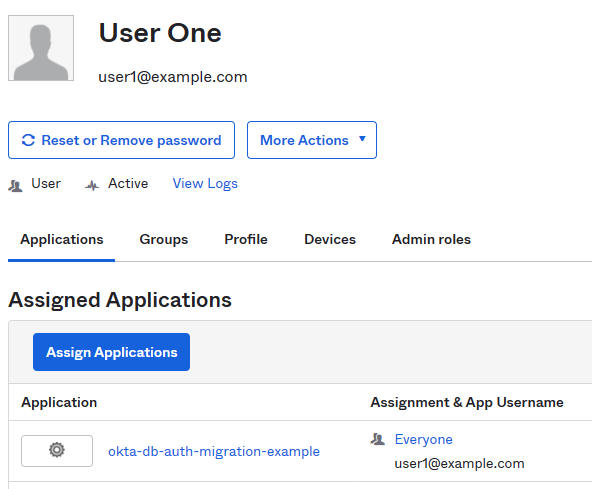 User One
user1@example.com
Reset or Remove password More Actions
User Active View Logs
Applications Groups Profile Devices Admin roles
Assigned Applications
Assign Applications
Application Assignment & App Username
okta-db-auth-migration-example Everyone
user1@example.com